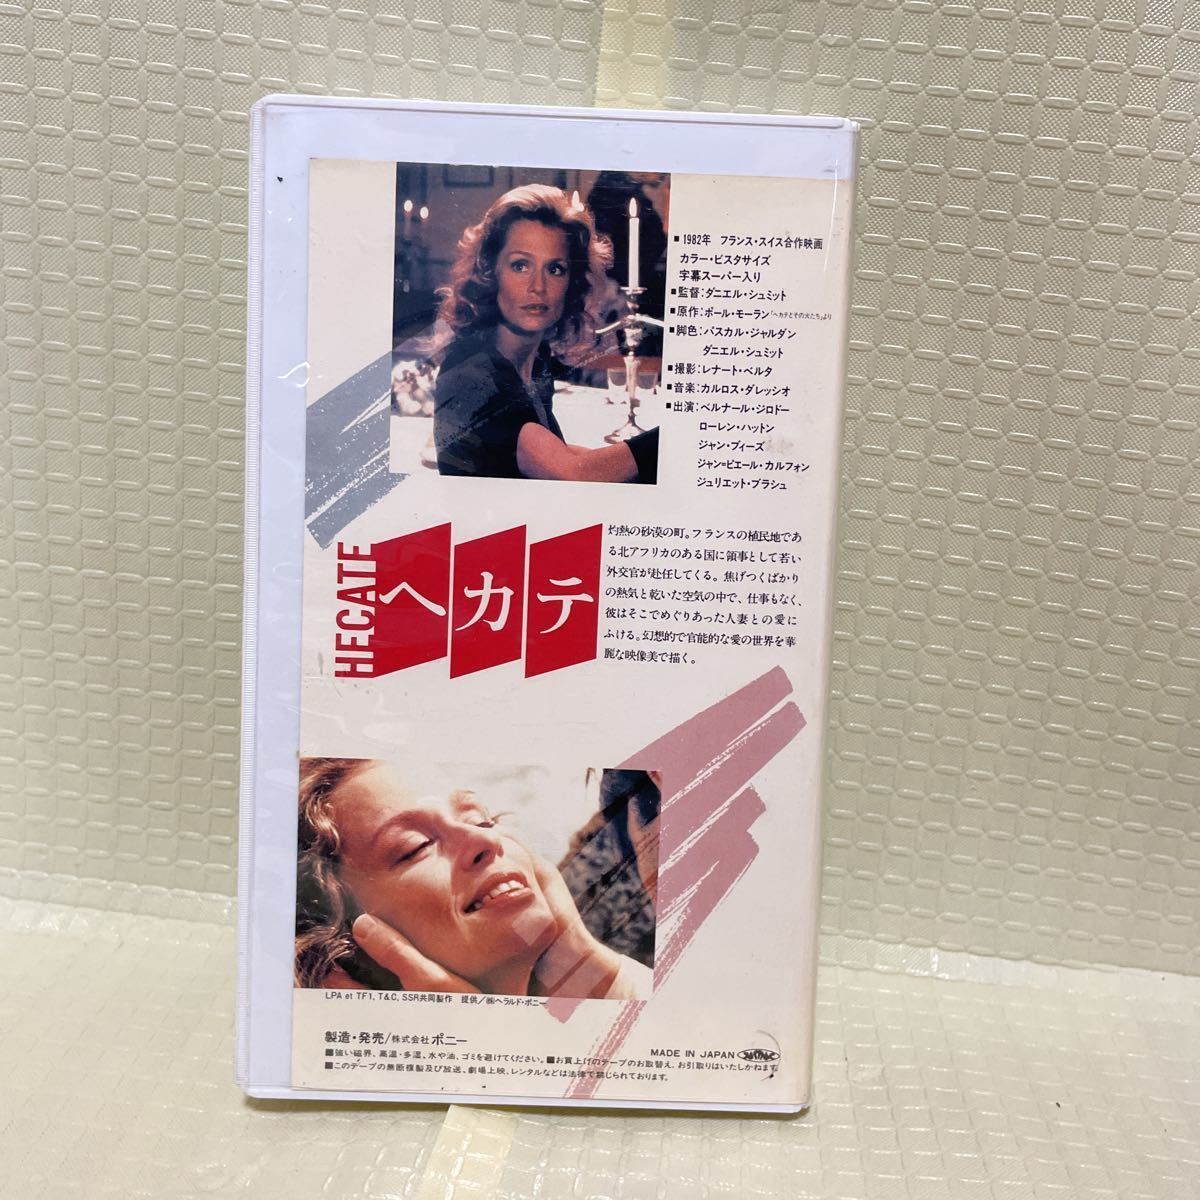 ■1982年 フランス・スイス合作映画
カラー・ビスタサイズ
字幕スーパー入り
■監督:ダニエル・シュミット
■原作:ポール・モーラン「ヘカテとその犬たち」より
■脚色:パスカル・ジャルダン
ダニエル・シュミット
■撮影:レナート・ベルタ
■音楽:カルロス・ダレッシオ
■出演:ベルナール・ジロドー
ローレン・ハットン
ジャン・ブィーズ
ジャン=ピエール・カルフォン
ジュリエット・ブラシュ
HECATE
ヘカテ
灼熱の砂漠の町。フランスの植民地であ
る北アフリカのある国に領事として若い
外交官が赴任してくる。焦げつくばかり
の熱気と乾いた空気の中で、仕事もなく、
彼はそこでめぐりあった人妻との愛に
ふける。幻想的で官能的な愛の世界を華
麗な映像美で描く。
LPA et TF1, T&C, SSR共同製作 提供/㈱ヘラルド・ポニー
製造・発売/株式会社 ポニー
MADE IN JAPAN
■強い磁界、高温・多湿、水や油、ゴミを避けてください。■お買上げのテープのお取替え、お引取りはいたしかねます。
■このテープの無断複製及び放送、劇場上映、レンタルなどは法律で禁じられております。